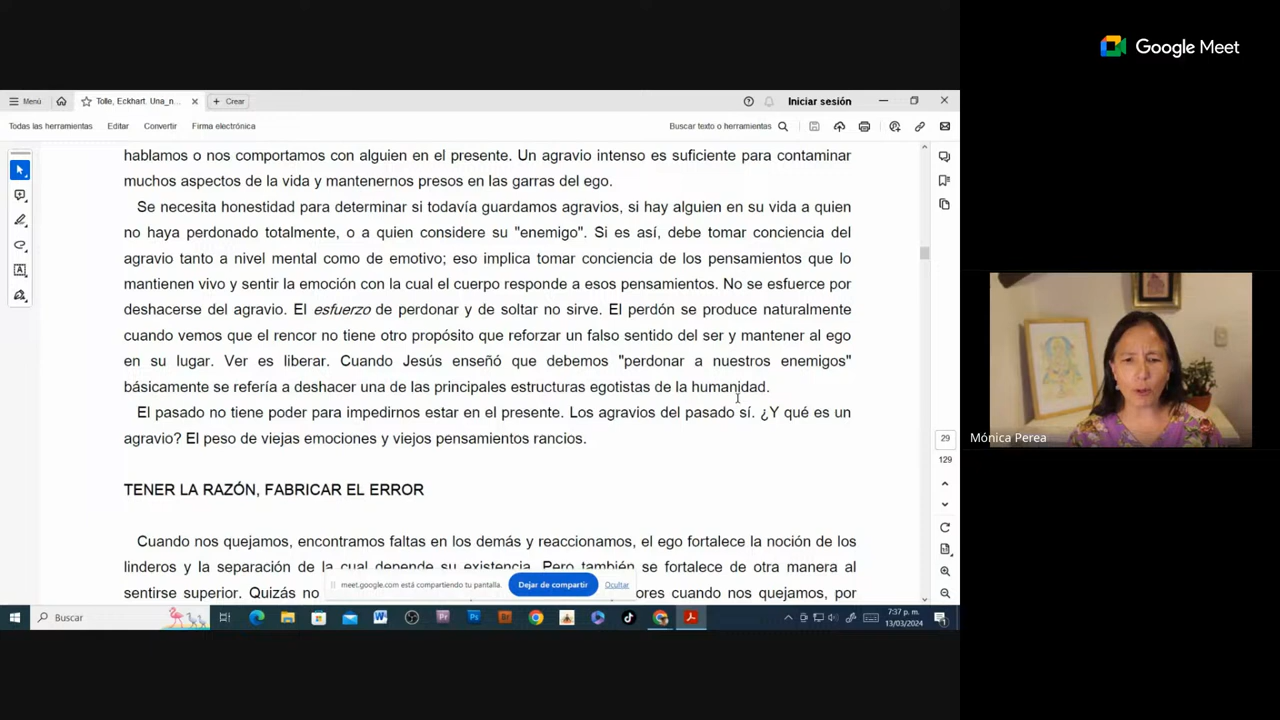 Google Meet
Menú
Tolle, Eckhart. Una_n...
Crear
Iniciar sesión
Todas las herramientas
Editar
Convertir
Firma electrónica
Buscar texto o herramientas
hablamos o nos comportamos con alguien en el presente. Un agravio intenso es suficiente para contaminar
muchos aspectos de la vida y mantenernos presos en las garras del ego.
Se necesita honestidad para determinar si todavía guardamos agravios, si hay alguien en su vida a quien
no haya perdonado totalmente, o a quien considere su "enemigo". Si es así, debe tomar conciencia del
agravio tanto a nivel mental como de emotivo; eso implica tomar conciencia de los pensamientos que lo
mantienen vivo y sentir la emoción con la cual el cuerpo responde a esos pensamientos. No se esfuerce por
deshacerse del agravio. El esfuerzo de perdonar y de soltar no sirve. El perdón se produce naturalmente
cuando vemos que el rencor no tiene otro propósito que reforzar un falso sentido del ser y mantener al ego
en su lugar. Ver es liberar. Cuando Jesús enseñó que debemos "perdonar a nuestros enemigos"
básicamente se refería a deshacer una de las principales estructuras egotistas de la humanidad.
El pasado no tiene poder para impedirnos estar en el presente. Los agravios del pasado sí. ¿Y qué es un
agravio? El peso de viejas emociones y viejos pensamientos rancios.
TENER LA RAZÓN, FABRICAR EL ERROR
Cuando nos quejamos, encontramos faltas en los demás y reaccionamos, el ego fortalece la noción de los
linderos y la separación de la cual depende su existencia. Pero también se fortalece de otra manera al
sentirse superior. Quizás no
ores cuando nos quejamos, por
29
129
Mónica Perea
meet.google.com está compartiendo tu pantalla.
Dejar de compartir
Ocultar
Buscar
7:37 p. m.
13/03/2024